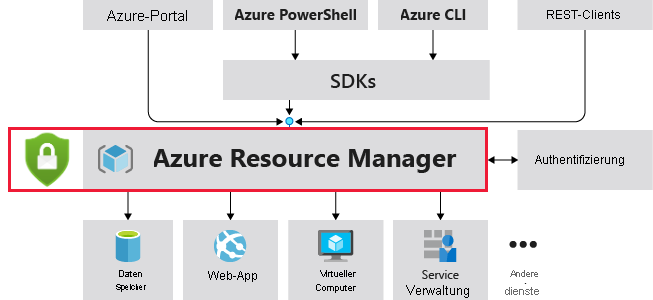 Azure-Portal
Azure PowerShell
Azure CLI
REST-Clients
SDKs
Azure Resource Manager
Authentifizierung
Daten
Speicher
Web-App
Virtueller
Computer
Service
Verwaltung
Andere
dienste